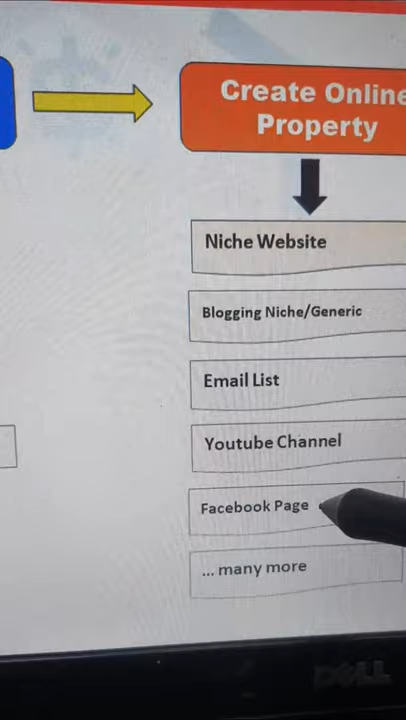 Create Online
Property
Niche Website
Blogging Niche/Generic
Email List
Youtube Channel
Facebook Page
... many more
DELL